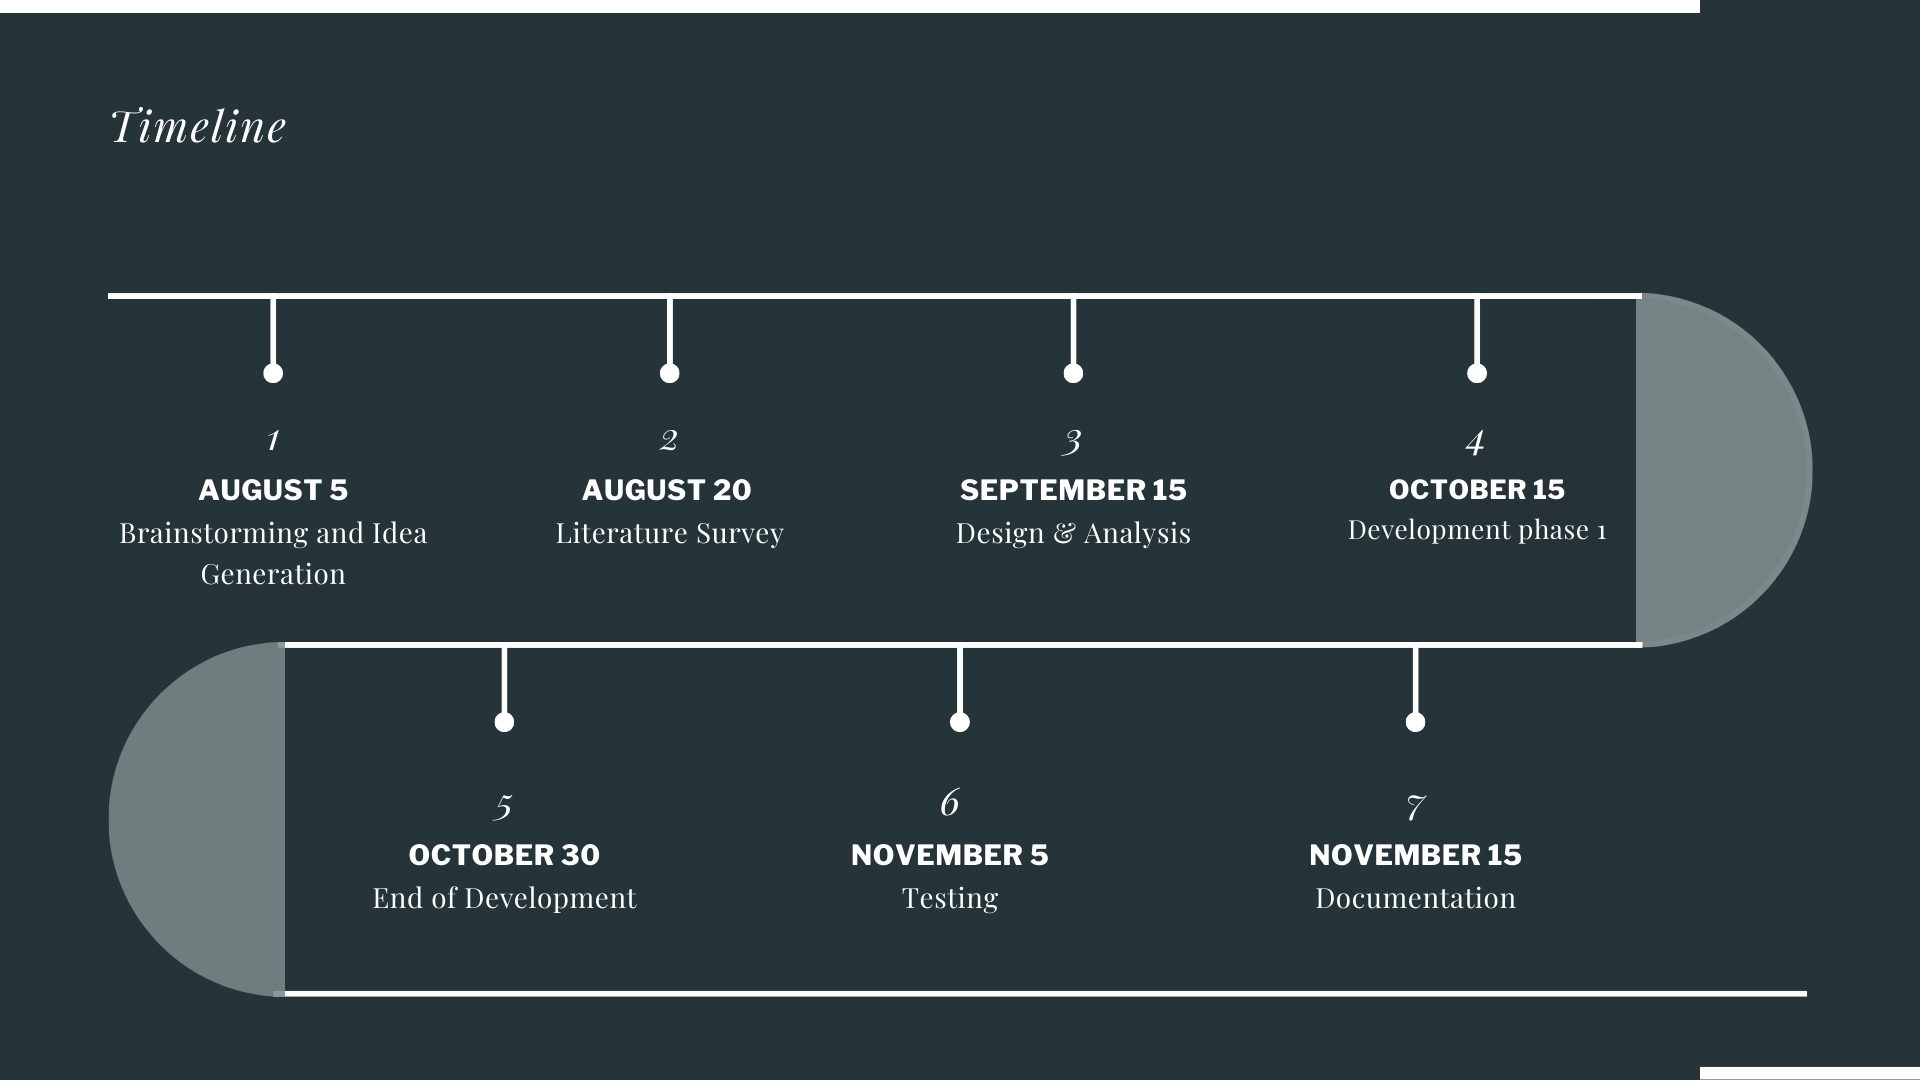 Timeline
1
AUGUST 5
Brainstorming and Idea
Generation
2
AUGUST 20
Literature Survey
3
SEPTEMBER 15
Design & Analysis
4
OCTOBER 15
Development phase 1
5
OCTOBER 30
End of Development
6
NOVEMBER 5
Testing
7
NOVEMBER 15
Documentation